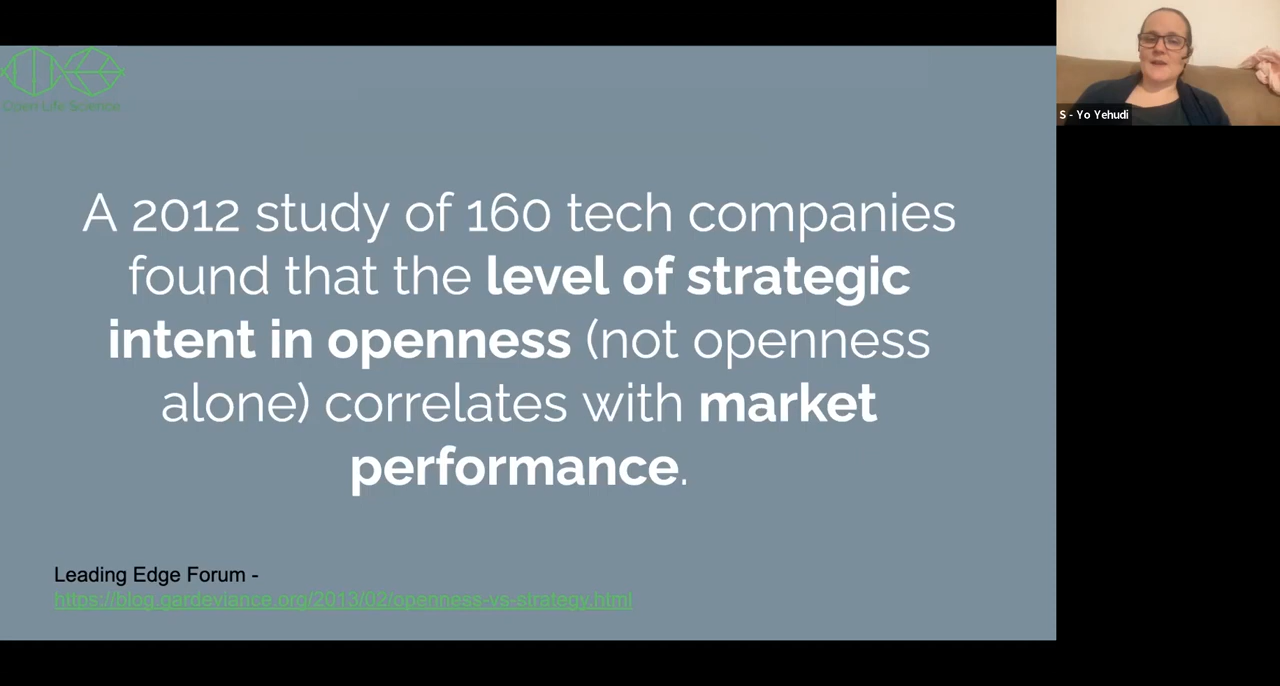 Open Life Science
S - Yo Yehudi
A 2012 study of 160 tech companies
found that the level of strategic
intent in openness (not openness
alone) correlates with market
performance.
Leading Edge Forum -
https://blog.gardeviance.org/2013/02/openness-vs-strategy.html